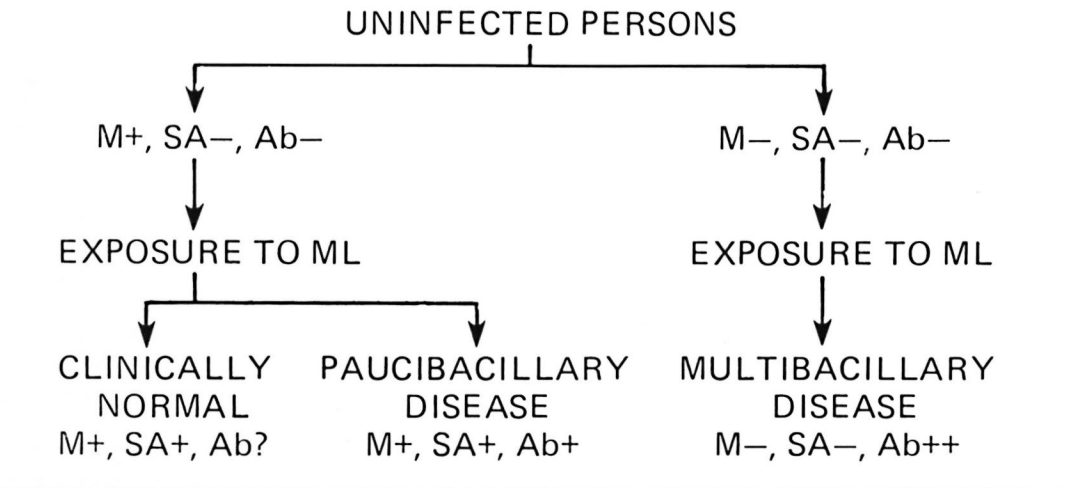 UNINFECTED PERSONS
M+, SA−, Ab−
M−, SA−, Ab−
EXPOSURE TO ML
EXPOSURE TO ML
CLINICALLY
NORMAL
M+, SA+, Ab?
PAUCIBACILLARY
DISEASE
M+, SA+, Ab+
MULTIBACILLARY
DISEASE
M−, SA−, Ab++